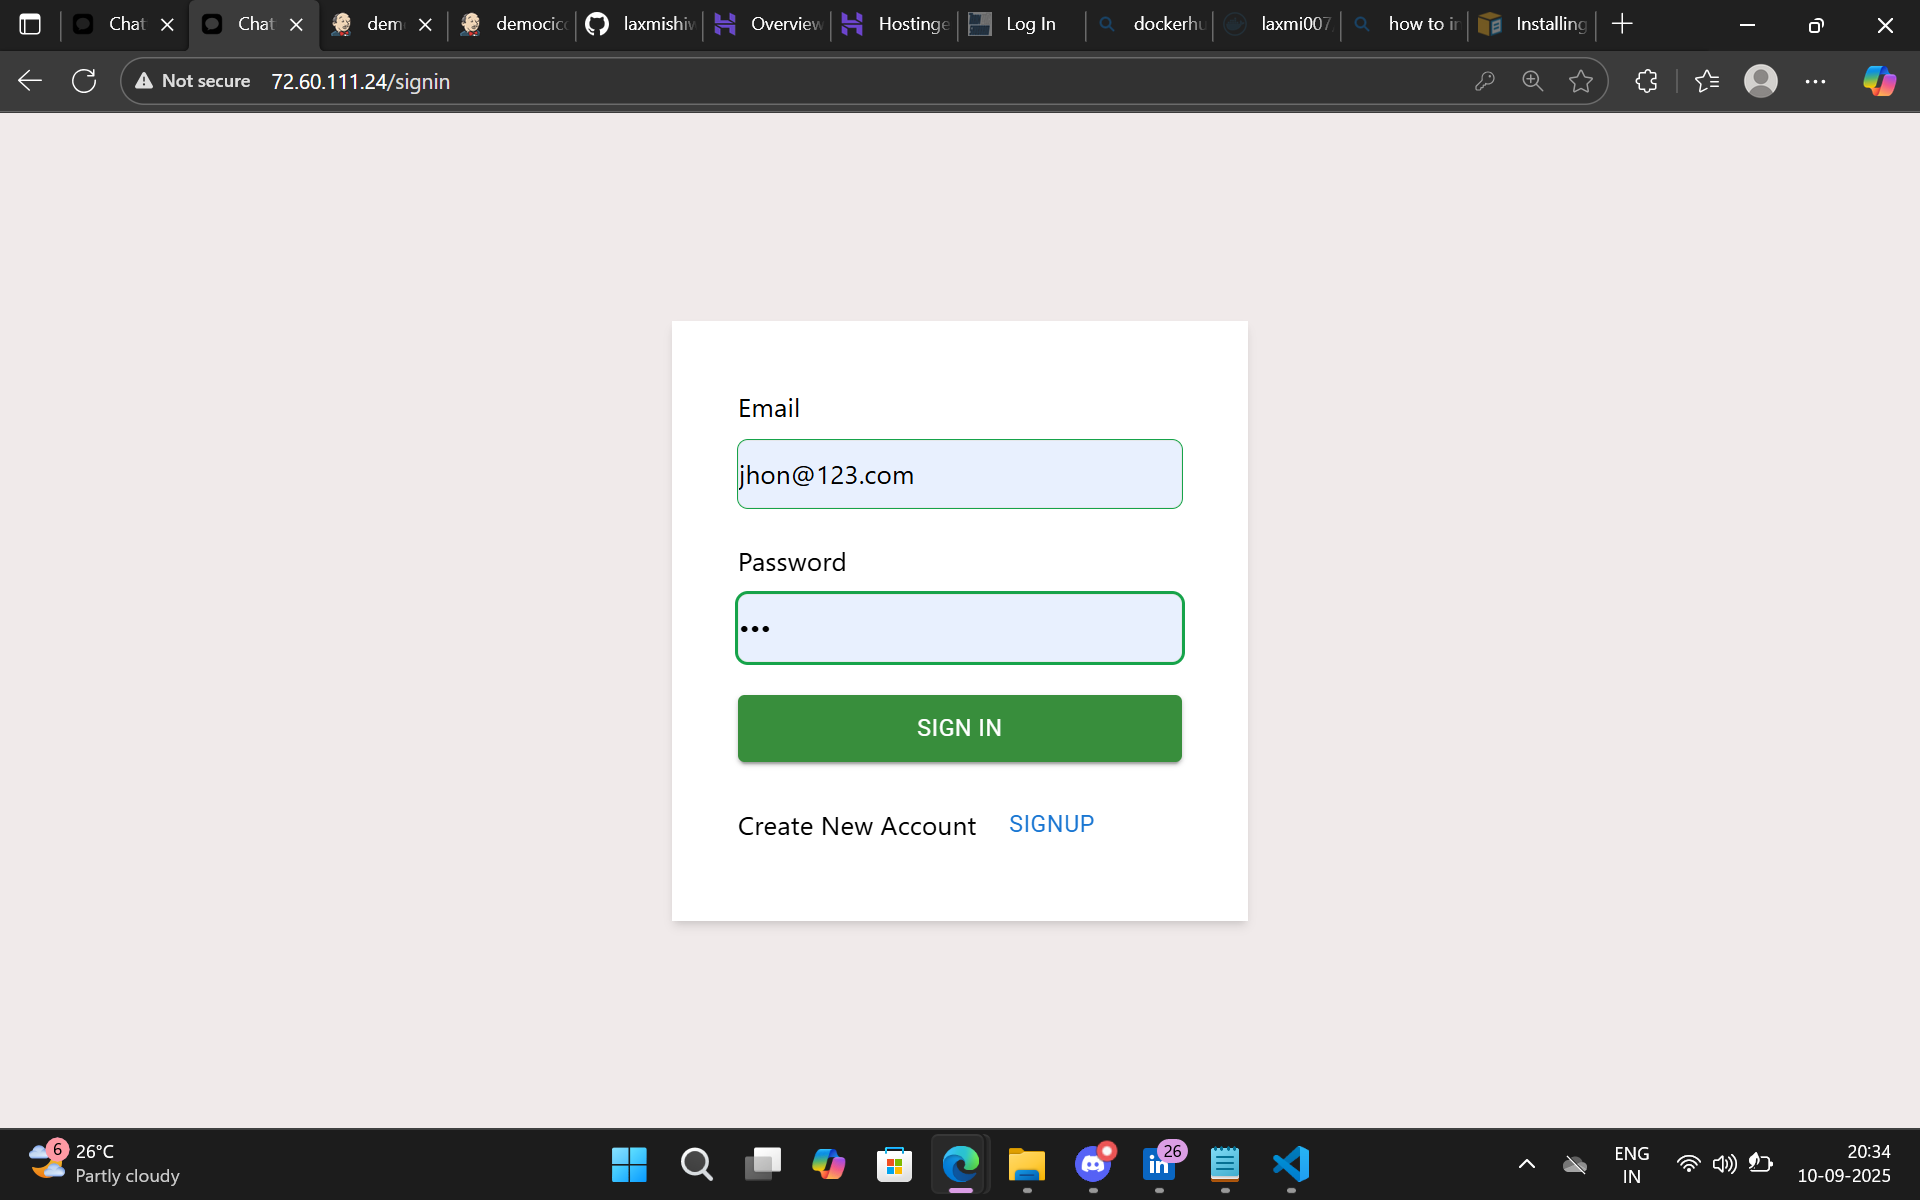 Chat
Chat
dem
democic
laxmishiv
Overview
Hostinge
Log In
dockerhu
laxmi007
how to in
Installing
Not secure
72.60.111.24/signin
Email
jhon@123.com
Password
•••
SIGN IN
Create New Account SIGNUP
6
26°C
Partly cloudy
26
in
ENG
IN
20:34
10-09-2025